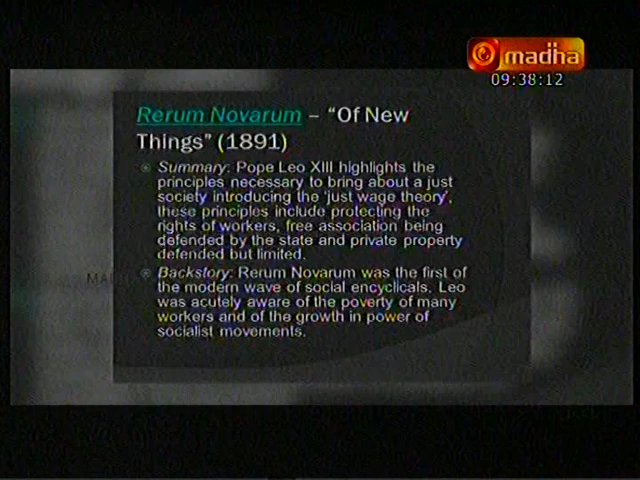 madha
09:38:12
Rerum Novarum – “Of New
Things” (1891)
Summary: Pope Leo XIII highlights the
principles necessary to bring about a just
society introducing the ‘just wage theory’,
these principles include protecting the
rights of workers, free association being
defended by the state and private property
defended but limited.
Backstory: Rerum Novarum was the first of
the modern wave of social encyclicals. Leo
was acutely aware of the poverty of many
workers and of the growth in power of
socialist movements.